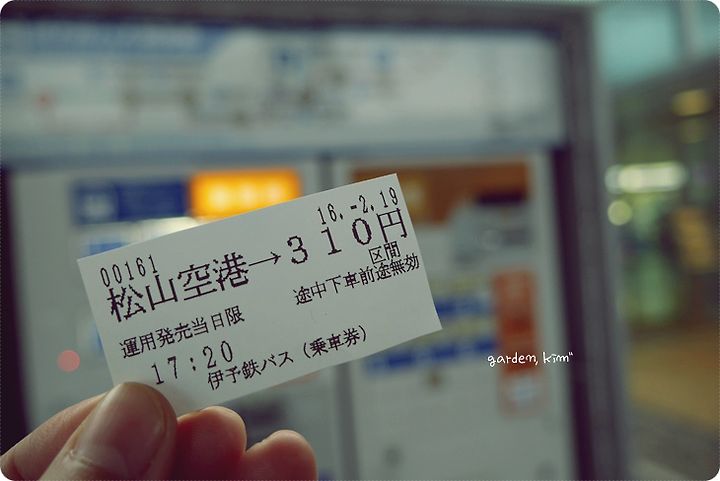 00161 16.-2.19
松山空港→310円
区間
運用発売当日限 途中下車前途無効
17:20 伊予鉄バス(乗車券)
garden, kim"